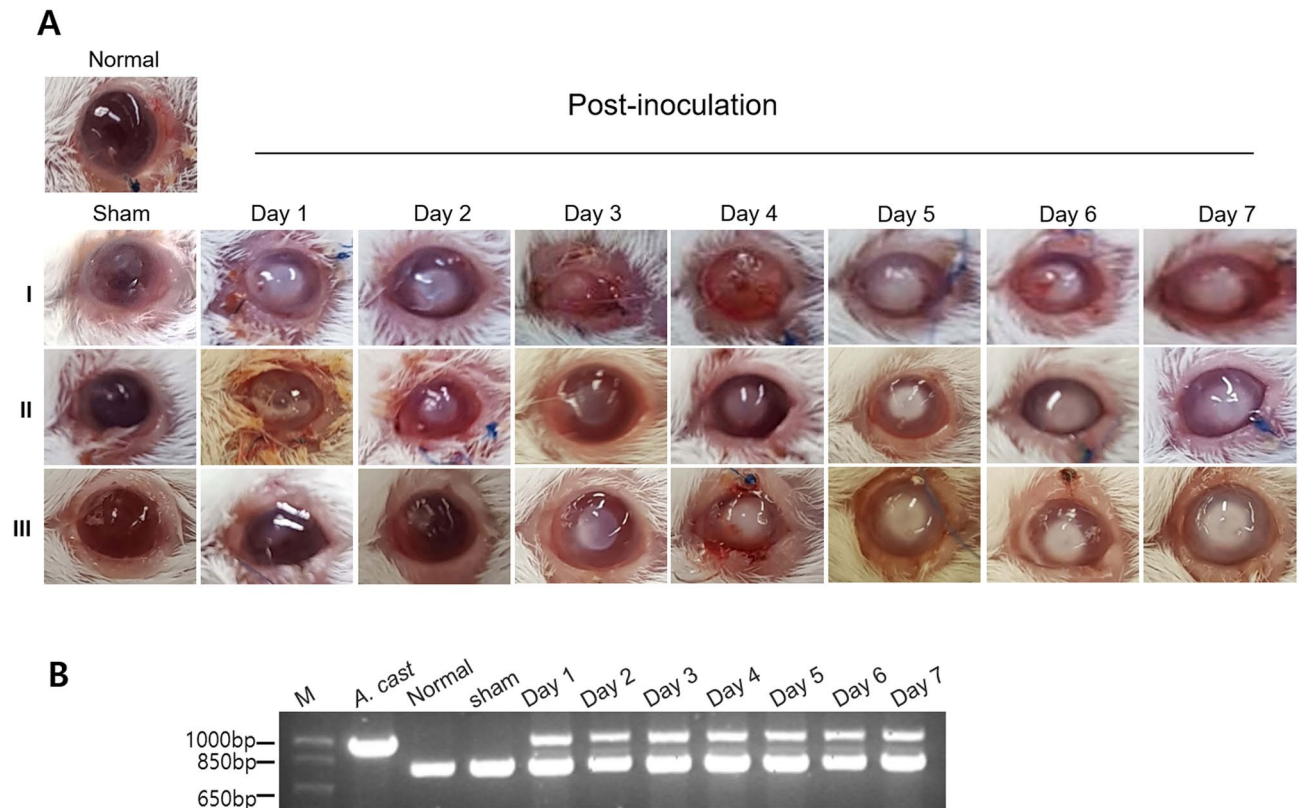 A
Normal
Post-inoculation
Sham Day 1 Day 2 Day 3 Day 4 Day 5 Day 6 Day 7
I
II
III
B
M A. cast Normal sham Day 1 Day 2 Day 3 Day 4 Day 5 Day 6 Day 7
1000bp
850bp
650bp